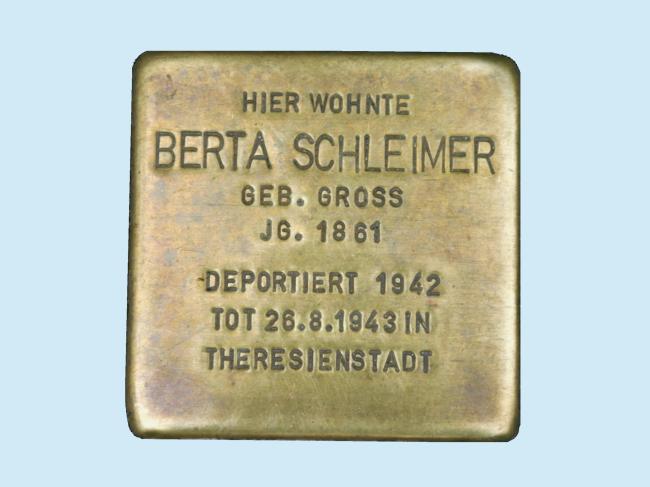 HIER WOHNTE
BERTA SCHLEIMER
GEB. GROSS
JG. 1861
DEPORTIERT 1942
TOT 26.8.1943 IN
THERESIENSTADT